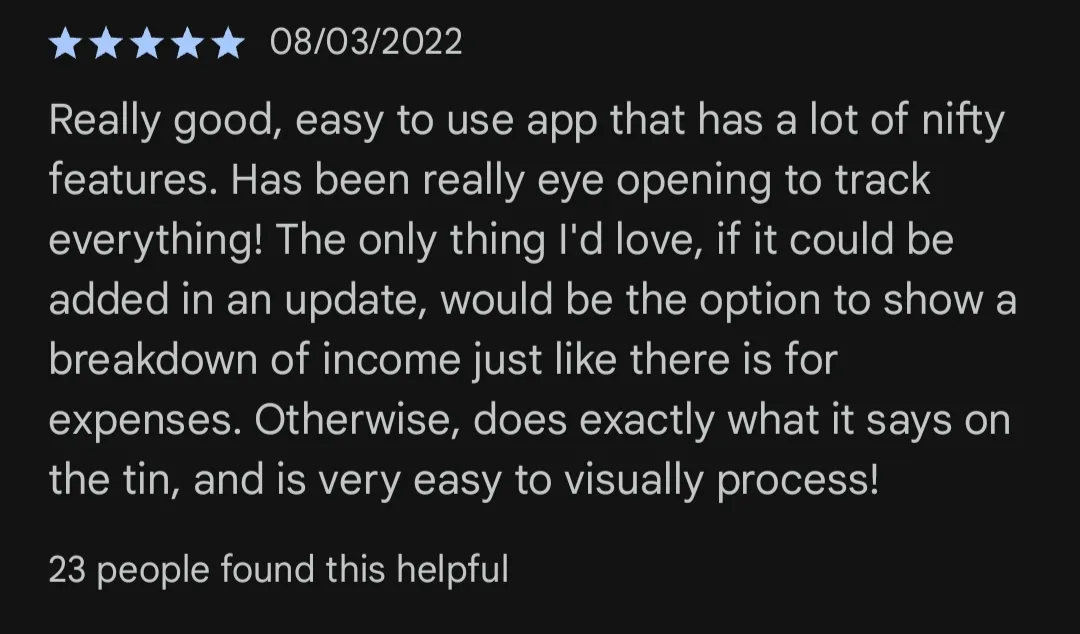 08/03/2022
Really good, easy to use app that has a lot of nifty
features. Has been really eye opening to track
everything! The only thing I'd love, if it could be
added in an update, would be the option to show a
breakdown of income just like there is for
expenses. Otherwise, does exactly what it says on
the tin, and is very easy to visually process!
23 people found this helpful